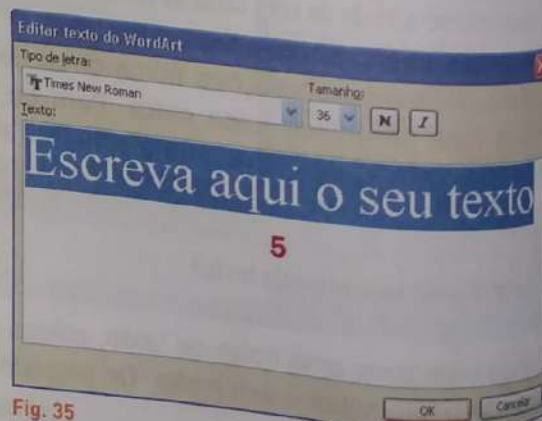 Editar texto do WordArt
Tipo de letra:
Tamanho:
Times New Roman
36
N
I
Texto:
Escreva aqui o seu texto
5
OK
Cancelar
Fig. 35